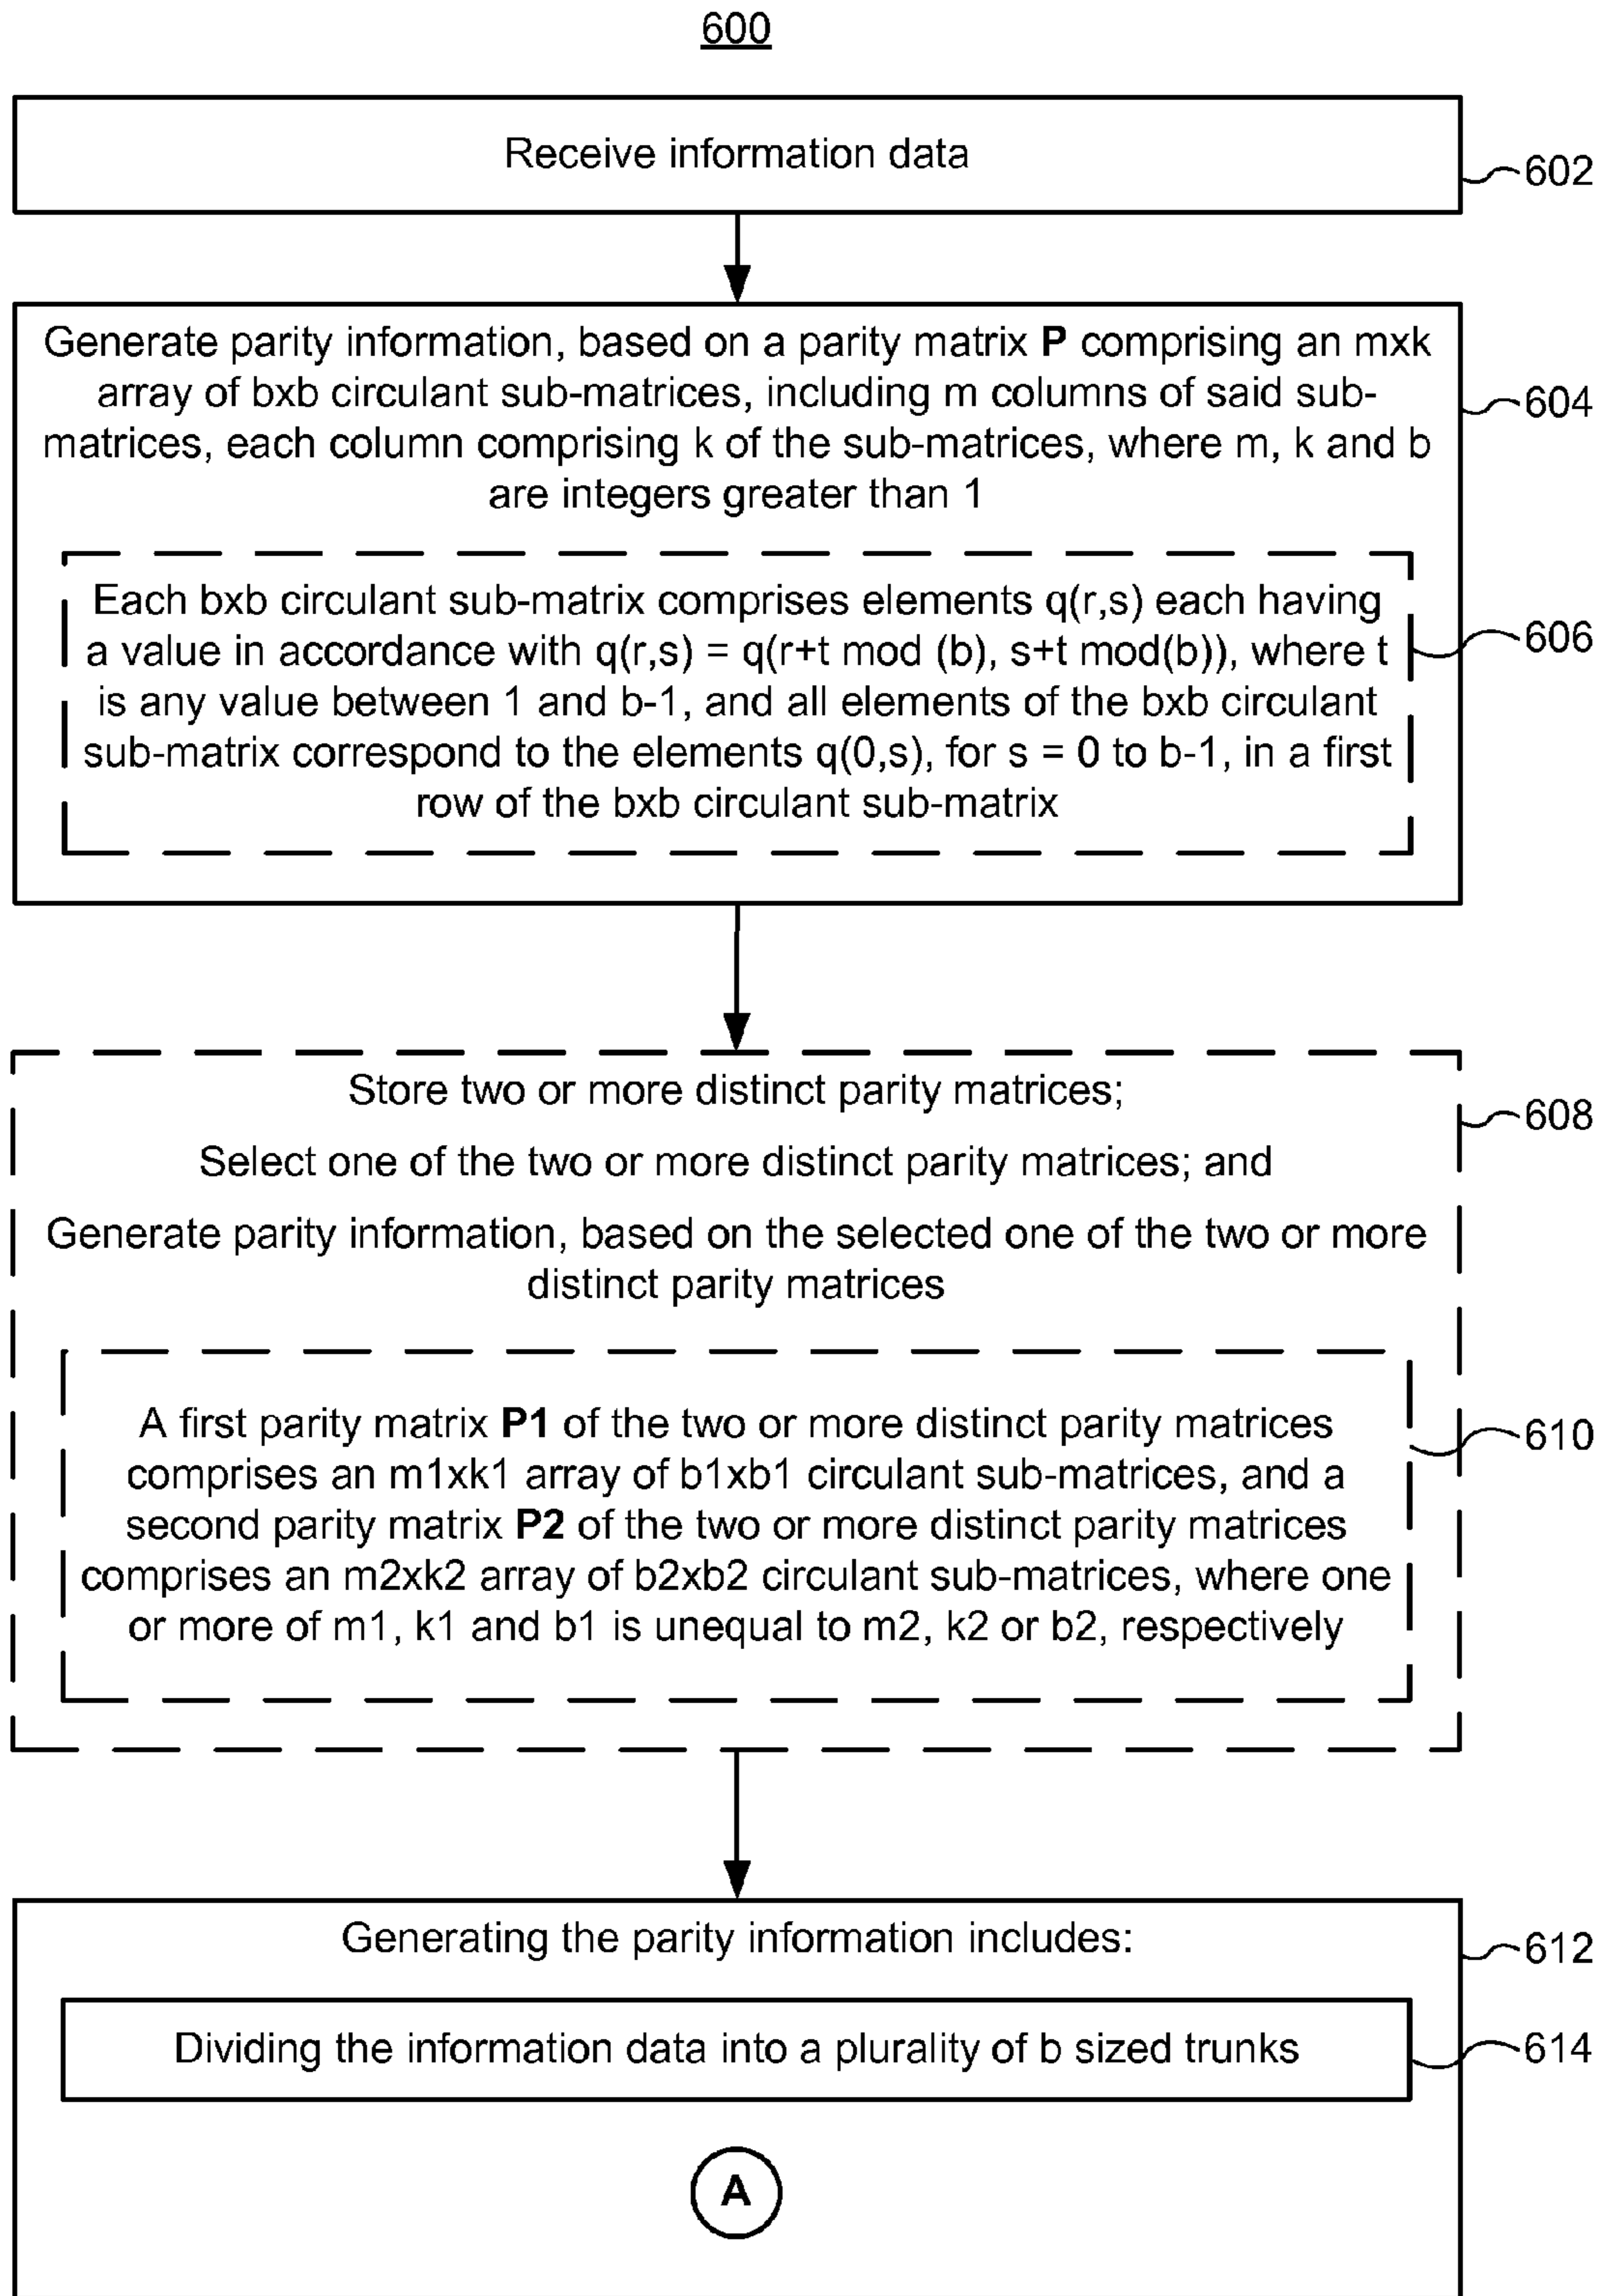 600
Receive information data
602
Generate parity information, based on a parity matrix P comprising an mxk
array of bxb circulant sub-matrices, including m columns of said sub-
matrices, each column comprising k of the sub-matrices, where m, k and b
are integers greater than 1
604
Each bxb circulant sub-matrix comprises elements q(r,s) each having
a value in accordance with q(r,s) = q(r+t mod (b), s+t mod(b)), where t
is any value between 1 and b-1, and all elements of the bxb circulant
sub-matrix correspond to the elements q(0,s), for s = 0 to b-1, in a first
row of the bxb circulant sub-matrix
606
Store two or more distinct parity matrices;
Select one of the two or more distinct parity matrices; and
Generate parity information, based on the selected one of the two or more
distinct parity matrices
608
A first parity matrix P1 of the two or more distinct parity matrices
comprises an m1xk1 array of b1xb1 circulant sub-matrices, and a
second parity matrix P2 of the two or more distinct parity matrices
comprises an m2xk2 array of b2xb2 circulant sub-matrices, where one
or more of m1, k1 and b1 is unequal to m2, k2 or b2, respectively
610
Generating the parity information includes:
612
Dividing the information data into a plurality of b sized trunks
614
A